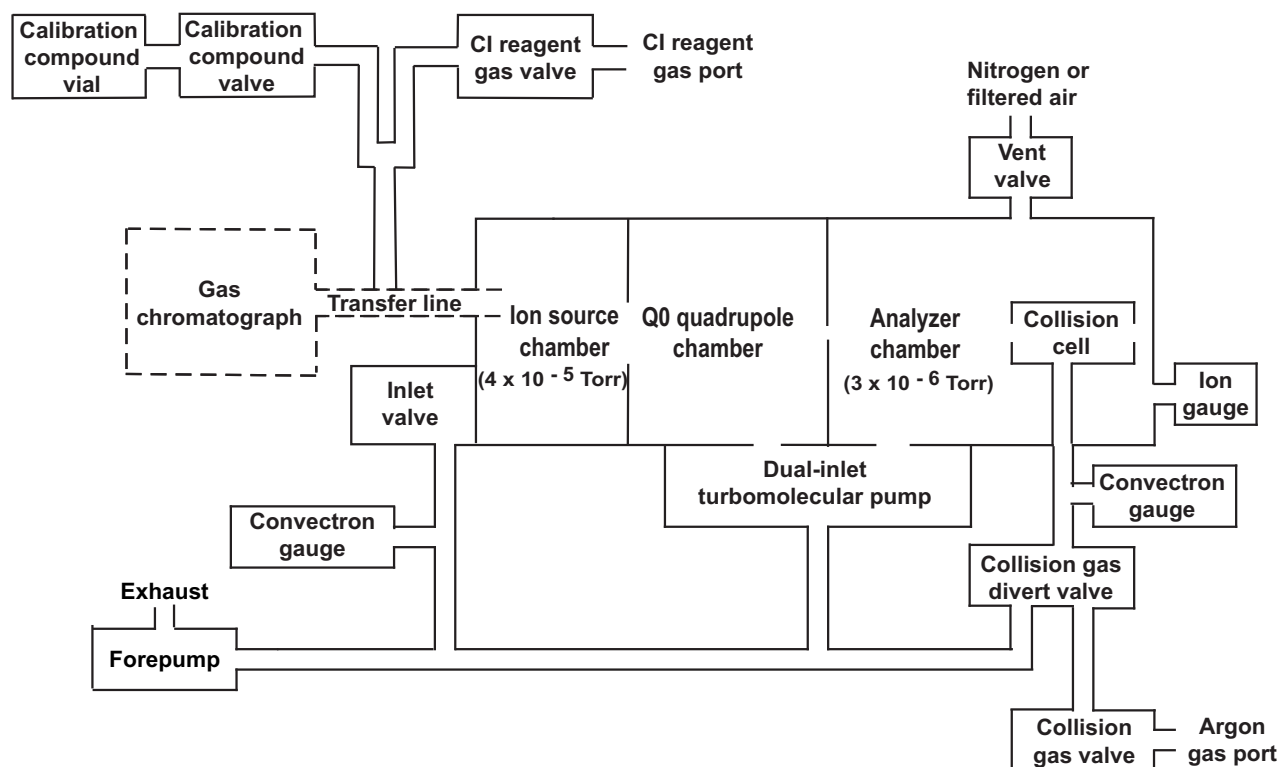 Calibration
compound
vial
Calibration
compound
valve
CI reagent
gas valve
CI reagent
gas port
Nitrogen or
filtered air
Vent
valve
Gas
chromatograph
Transfer line
Ion source
chamber
(4 x 10 - 5 Torr)
Q0 quadrupole
chamber
Analyzer
chamber
(3 x 10 - 6 Torr)
Collision
cell
Ion
gauge
Inlet
valve
Dual-inlet
turbomolecular pump
Convectron
gauge
Convectron
gauge
Collision gas
divert valve
Exhaust
Forepump
Collision
gas valve
Argon
gas port